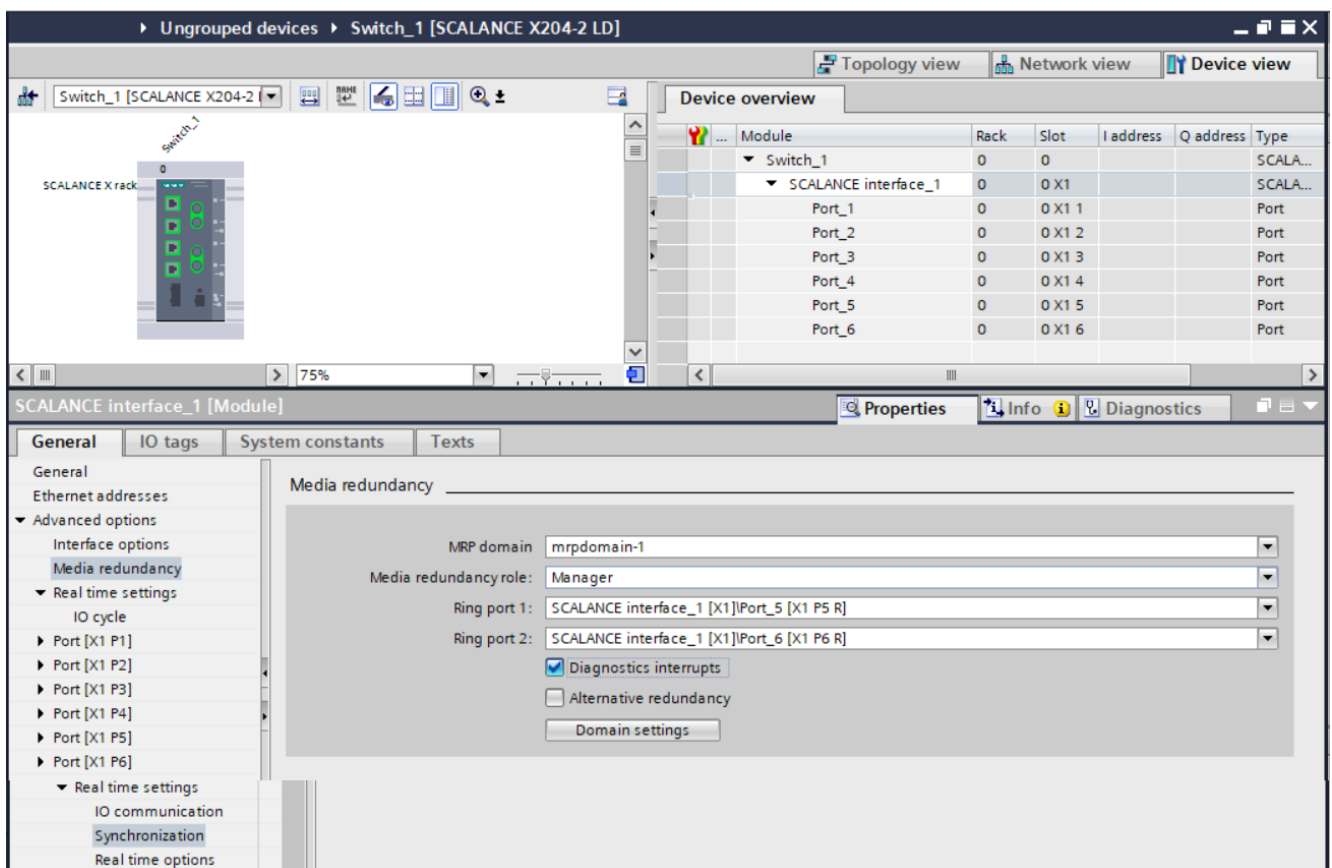 Ungrouped devices Switch_1 [SCALANCE X204-2 LD]
Topology view Network view Device view
Switch_1 [SCALANCE X204-2 NAME
Device overview
... Module Rack Slot I address Q address Type
Switch_1 0 0 SCALA...
SCALANCE interface_1 0 0 X1 SCALA...
Port_1 0 0 X1 1 Port
Port_2 0 0 X1 2 Port
Port_3 0 0 X1 3 Port
Port_4 0 0 X1 4 Port
Port_5 0 0 X1 5 Port
Port_6 0 0 X1 6 Port
Switch_1
0
SCALANCE X rack
75%
SCALANCE interface_1 [Module]
Properties Info Diagnostics
General IO tags System constants Texts
General
Ethernet addresses
Advanced options
Interface options
Media redundancy
Real time settings
IO cycle
Port [X1 P1]
Port [X1 P2]
Port [X1 P3]
Port [X1 P4]
Port [X1 P5]
Port [X1 P6]
Real time settings
IO communication
Synchronization
Real time options
Media redundancy
MRP domain mrpdomain-1
Media redundancy role: Manager
Ring port 1: SCALANCE interface_1 [X1]\Port_5 [X1 P5 R]
Ring port 2: SCALANCE interface_1 [X1]\Port_6 [X1 P6 R]
Diagnostics interrupts
Alternative redundancy
Domain settings